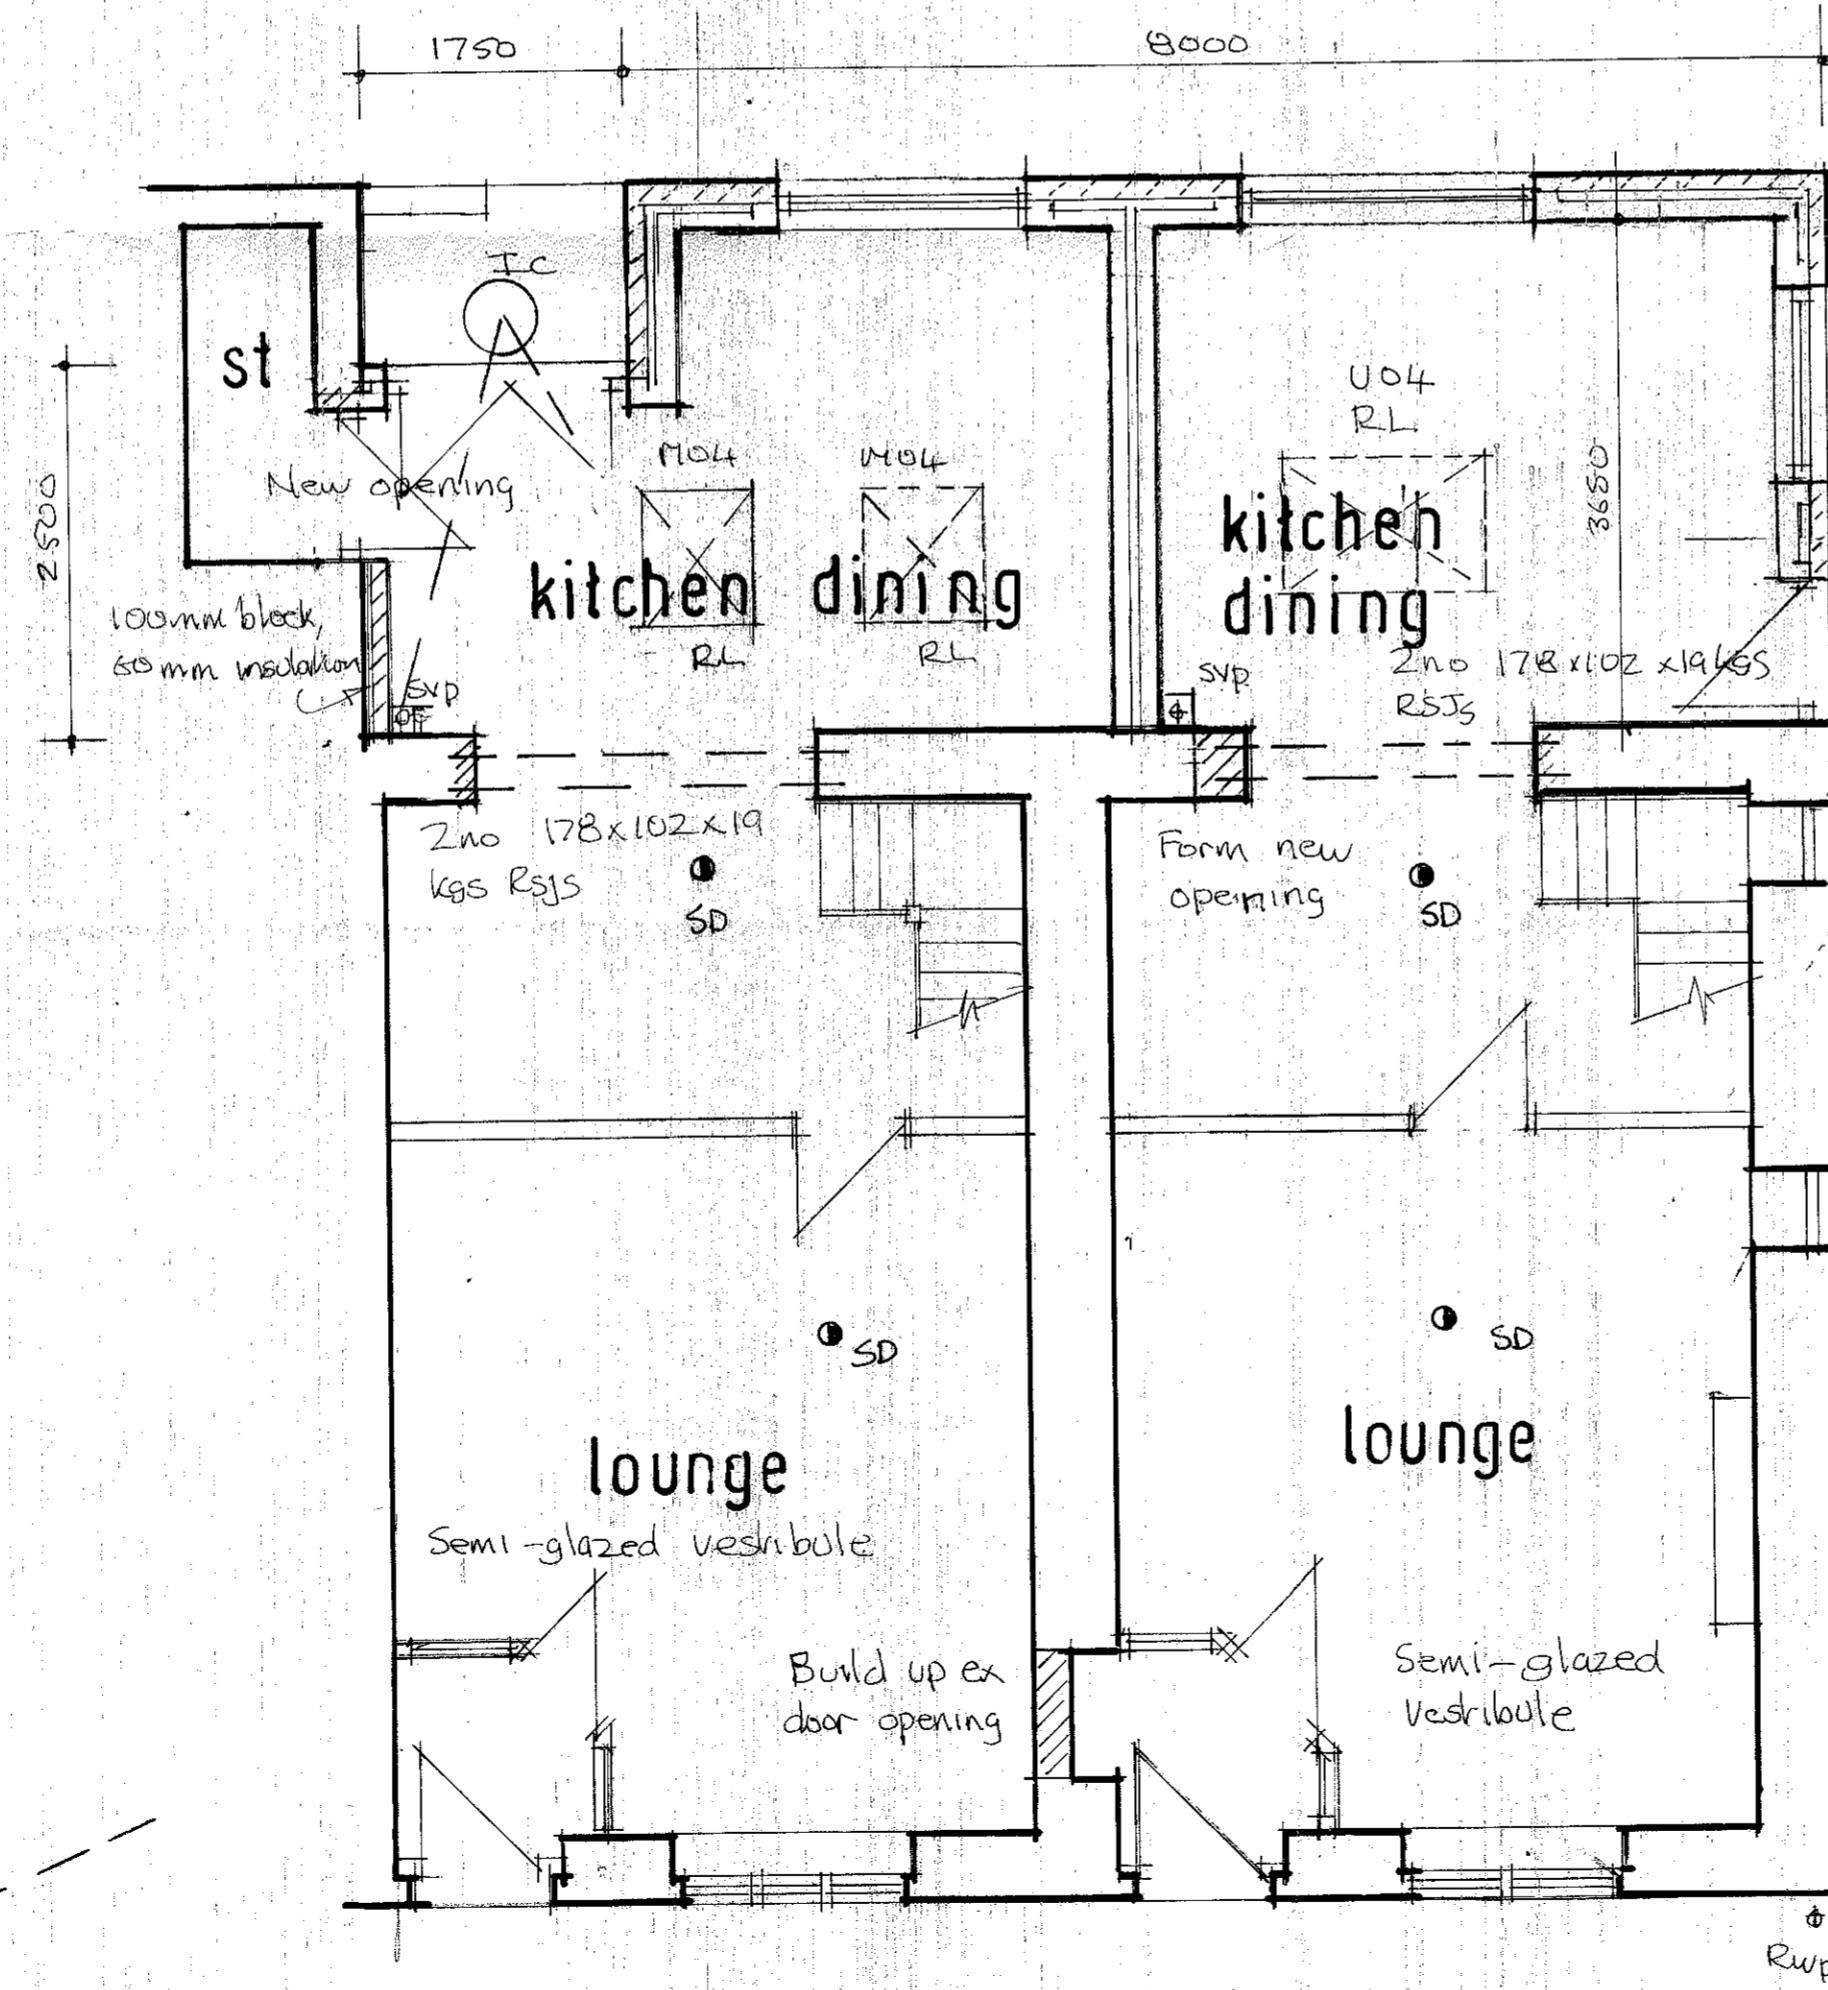 1750
8000
IC
st
New opening
2500
100mm block,
60mm insulation
svp
M04
M04
kitchen dining
RL
RL
U04
RL
3650
kitchen
dining
svp
2no 178x102x19kgs
RSJs
2no 178x102x19
kgs Rsjs
SD
Form new
opening
SD
SD
SD
lounge
lounge
Semi-glazed vestribule
Build up ex
door opening
Semi-glazed
Vestribule
Rwp